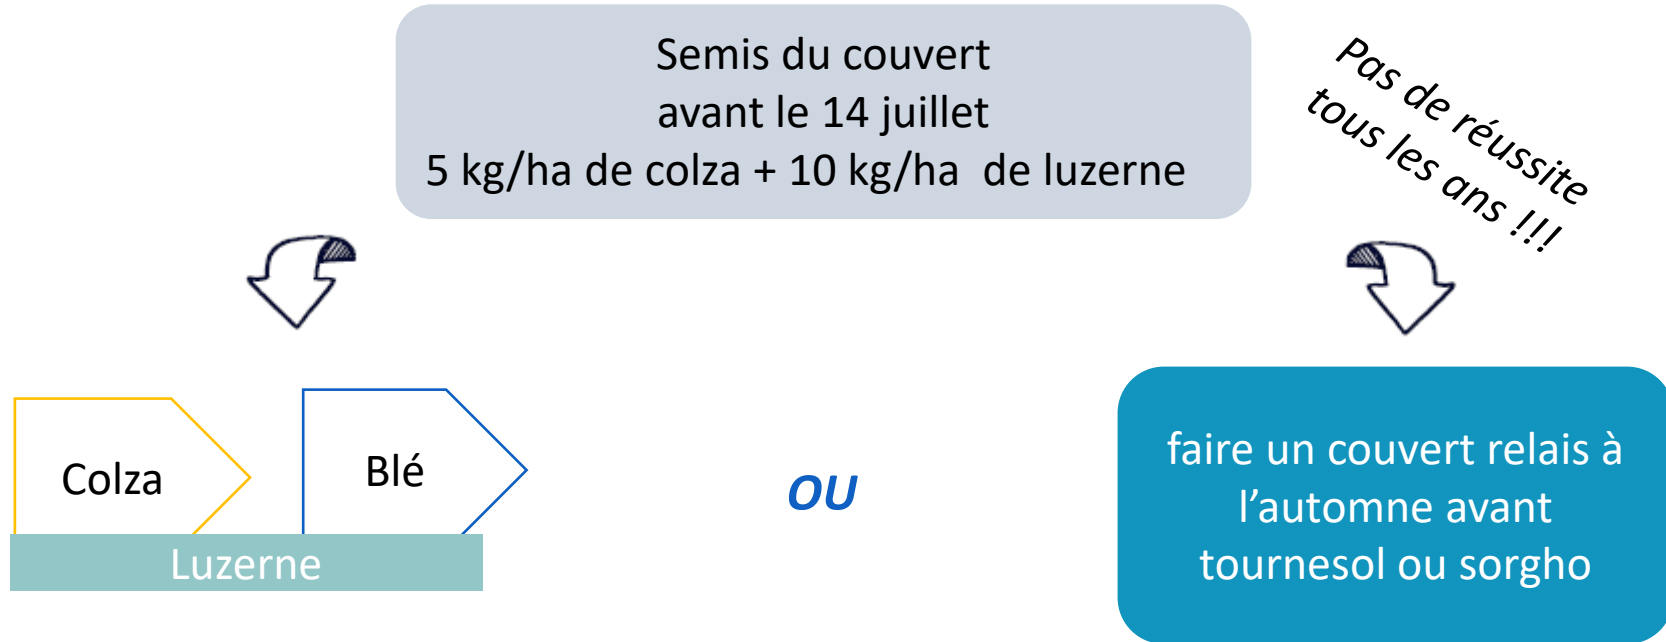 Semis du couvert
avant le 14 juillet
5 kg/ha de colza + 10 kg/ha de luzerne
Pas de réussite
tous les ans !!!
Colza
Blé
Luzerne
OU
faire un couvert relais à
l’automne avant
tournesol ou sorgho